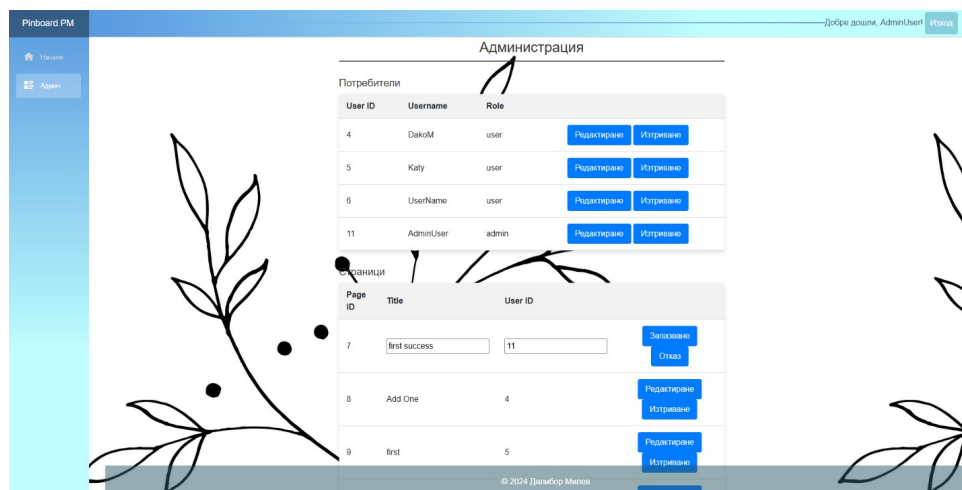 Pinboard PM
Добре дошли, AdminUser! Изход
Начало
Админ
Администрация
Потребители
User ID Username Role
4 DakoM user Редактиране Изтриване
5 Katy user Редактиране Изтриване
6 UserName user Редактиране Изтриване
11 AdminUser admin Редактиране Изтриване
Страници
Page ID Title User ID
7 first success 11 Запазване
Отказ
8 Add One 4 Редактиране
Изтриване
9 first 5 Редактиране
Изтриване
© 2024 Далибор Милев